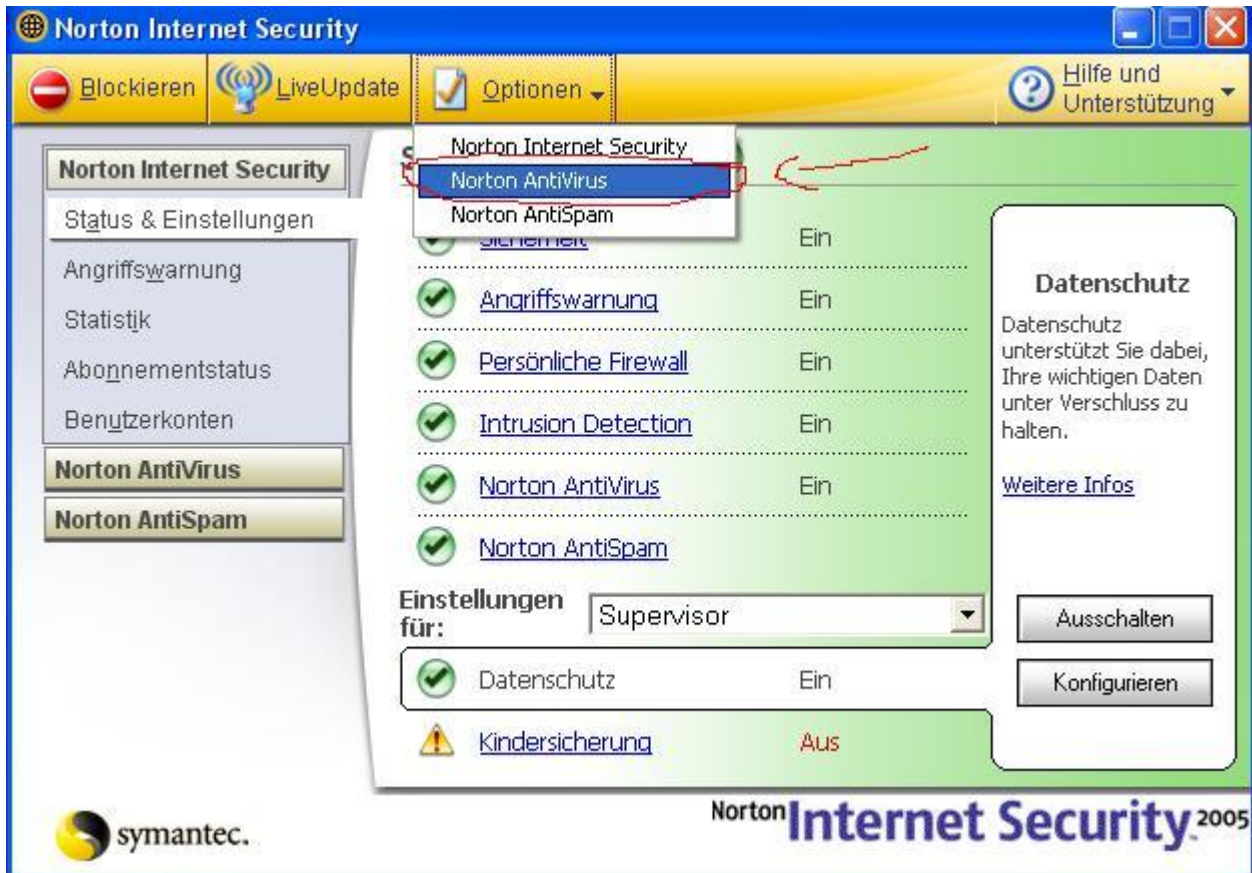 Norton Internet Security
Blockieren
LiveUpdate
Optionen
Hilfe und
Unterstützung
Norton Internet Security
Norton AntiVirus
Norton AntiSpam
Norton Internet Security
Status & Einstellungen
Angriffswarnung
Statistik
Abonnementstatus
Benutzerkonten
Norton AntiVirus
Norton AntiSpam
Sicherheit Ein
Angriffswarnung Ein
Persönliche Firewall Ein
Intrusion Detection Ein
Norton AntiVirus Ein
Norton AntiSpam
Einstellungen
für:
Supervisor
Datenschutz Ein
Kindersicherung Aus
Datenschutz
Datenschutz
unterstützt Sie dabei,
Ihre wichtigen Daten
unter Verschluss zu
halten.
Weitere Infos
Ausschalten
Konfigurieren
symantec.
Norton Internet Security 2005